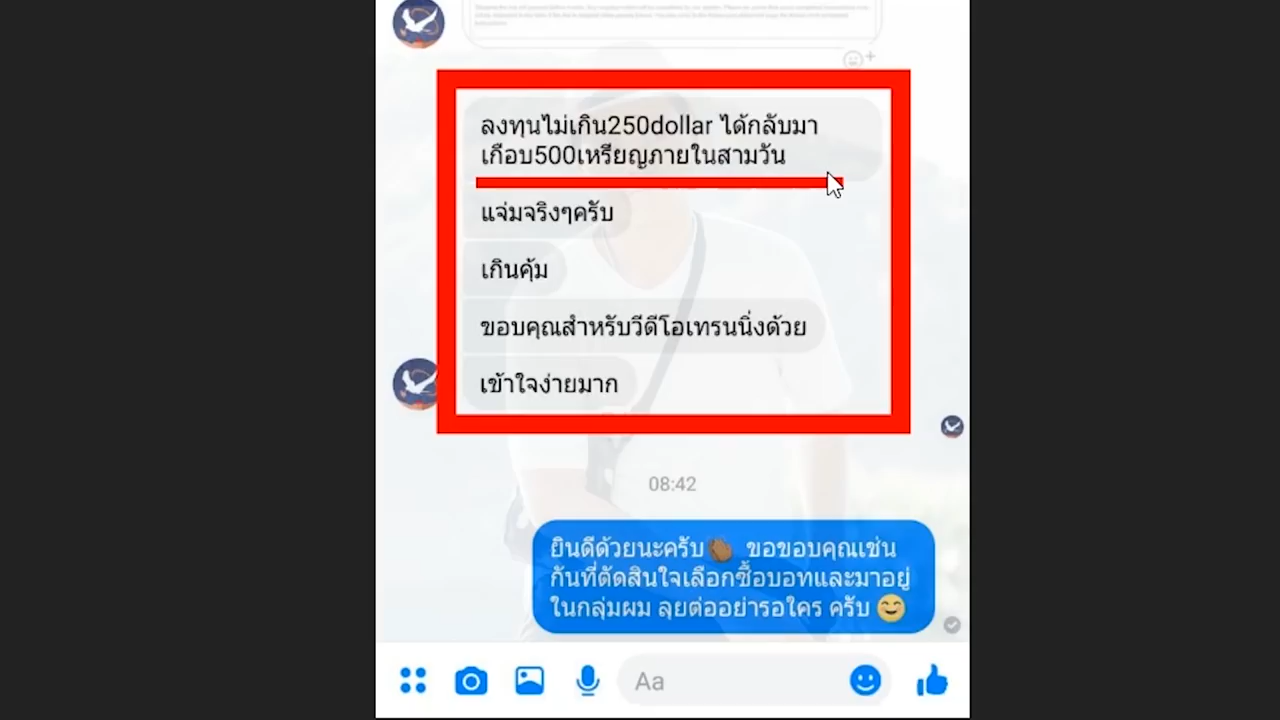 ลงทุนไม่เกิน250dollar ได้กลับมา
เกือบ500เหรียญภายในสามวัน
แจ่มจริงๆครับ
เกินคุ้ม
ขอบคุณสำหรับวีดีโอเทรนนิ่งด้วย
เข้าใจง่ายมาก
08:42
ยินดีด้วยนะครับ👏🏾 ขอขอบคุณเช่น
กันที่ตัดสินใจเลือกซื้อบอทและมาอยู่
ในกลุ่มผม ลุยต่ออย่ารอใคร ครับ😊
Aa